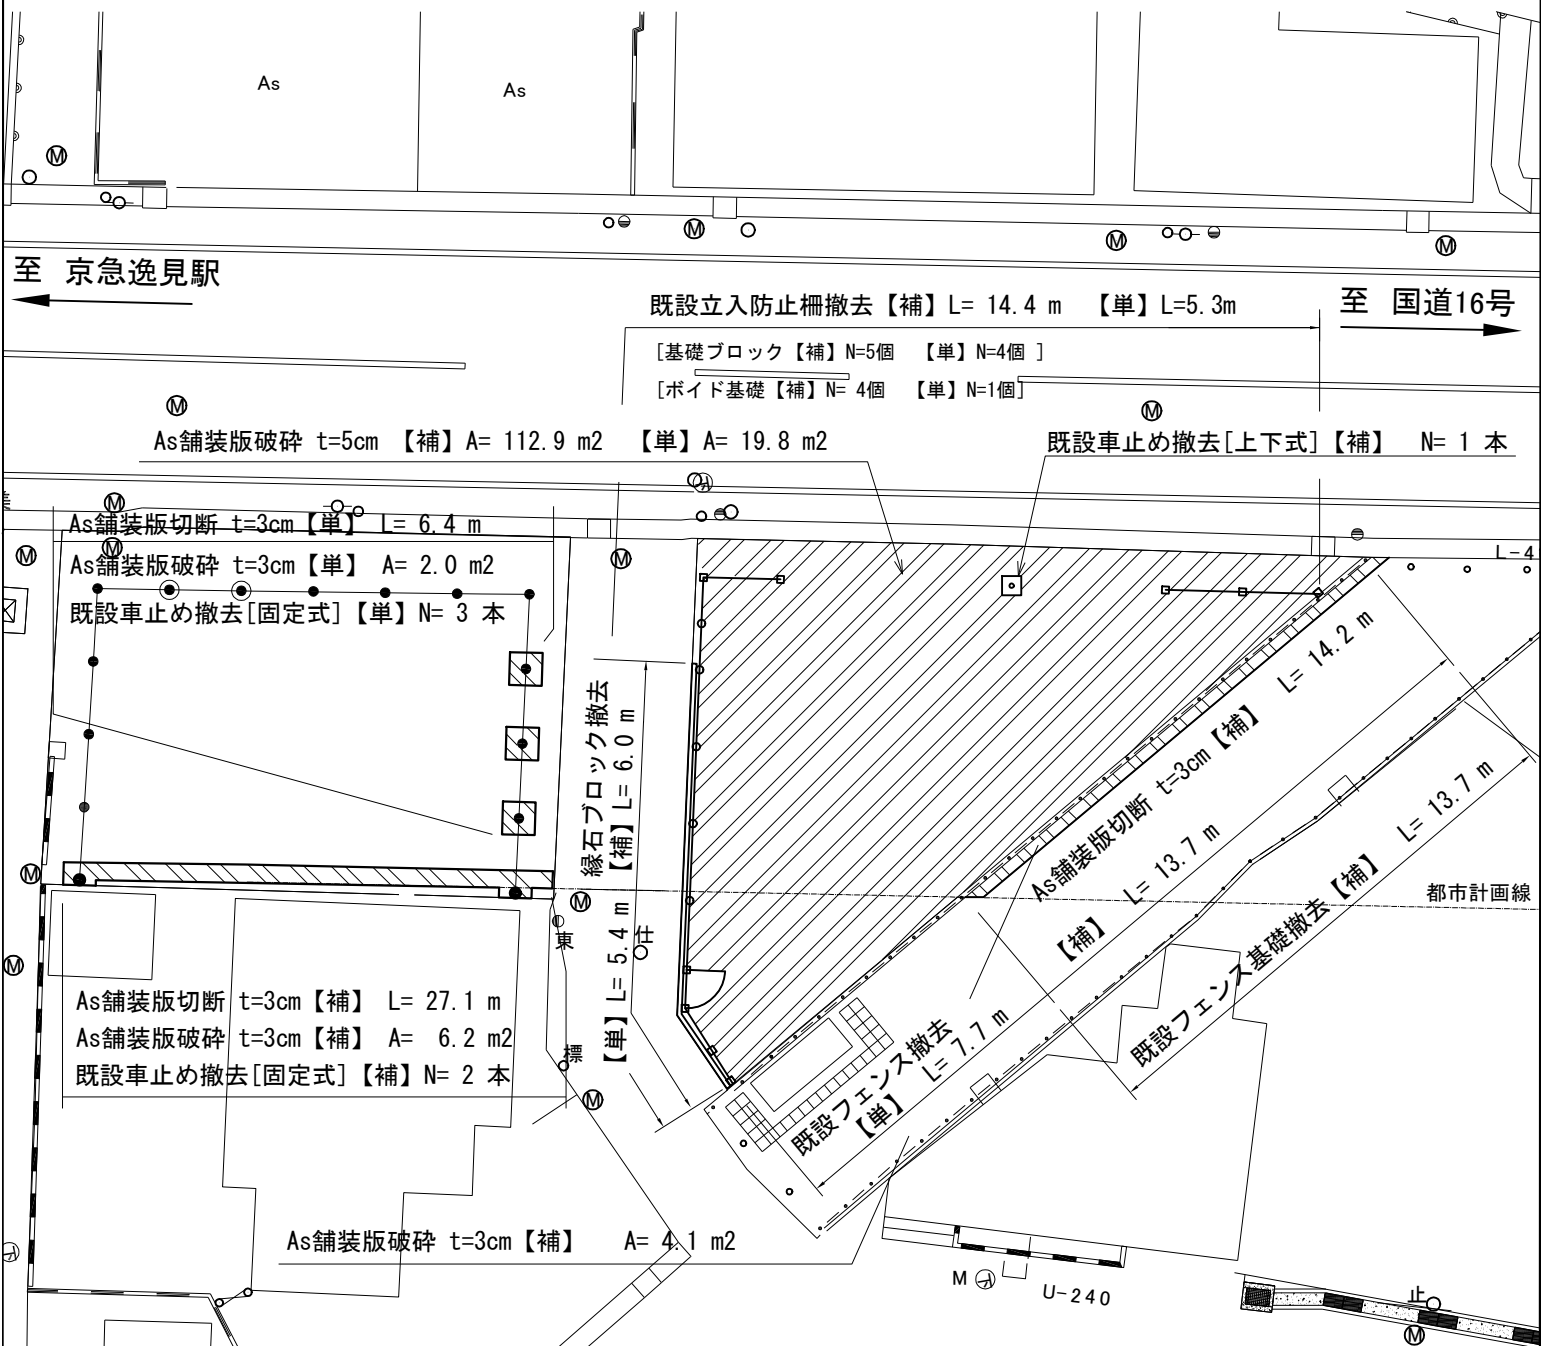 As
As
Ⓜ
Ⓜ
Ⓜ
Ⓜ
至 京急逸見駅
至 国道16号
既設立入防止柵撤去【補】L= 14.4 m 【単】L=5.3m
[基礎ブロック【補】N=5個 【単】N=4個 ]
[ボイド基礎【補】N= 4個 【単】N=1個]
Ⓜ
Ⓜ
As舗装版破砕 t=5cm 【補】A= 112.9 m2 【単】A= 19.8 m2
既設車止め撤去[上下式]【補】 N= 1 本
Ⓜ
As舗装版切断 t=3cm【単】 L= 6.4 m
Ⓜ
Ⓜ
Ⓜ
L-4
As舗装版破砕 t=3cm【単】 A= 2.0 m2
既設車止め撤去[固定式]【単】N= 3 本
縁石ブロック撤去
【補】L= 6.0 m
【単】L= 5.4 m
As舗装版切断 t=3cm【補】 L= 14.2 m
既設フェンス撤去
【単】 L= 7.7 m
【補】 L= 13.7 m
既設フェンス基礎撤去【補】 L= 13.7 m
都市計画線
Ⓜ
Ⓜ
東
仕
Ⓜ
As舗装版切断 t=3cm【補】 L= 27.1 m
As舗装版破砕 t=3cm【補】 A= 6.2 m2
標
既設車止め撤去[固定式]【補】N= 2 本
Ⓜ
As舗装版破砕 t=3cm【補】 A= 4.1 m2
M
U-240
止
Ⓜ